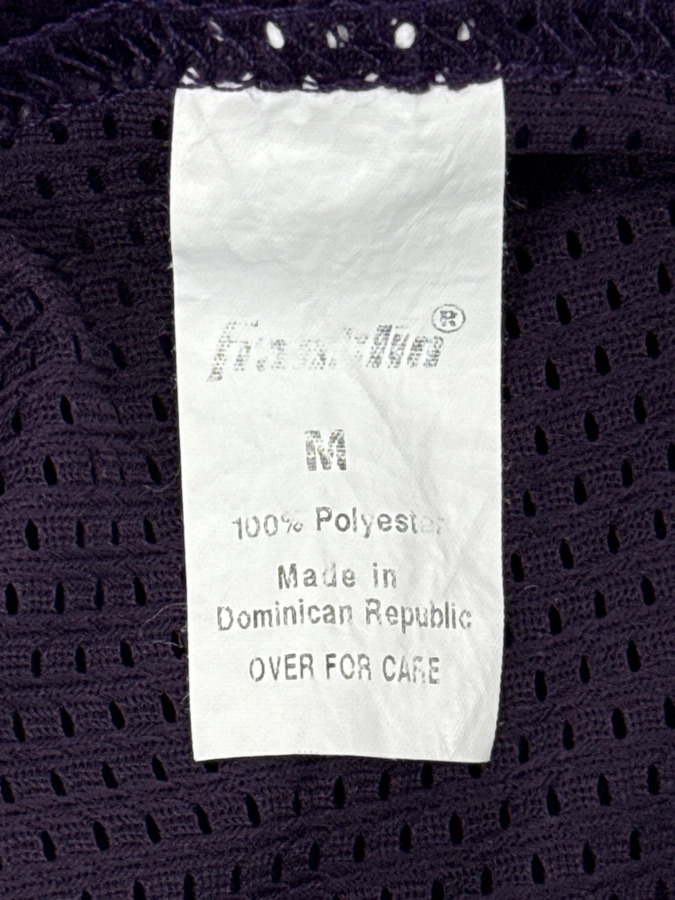 franklin®
M
100% Polyester
Made in
Dominican Republic
OVER FOR CARE